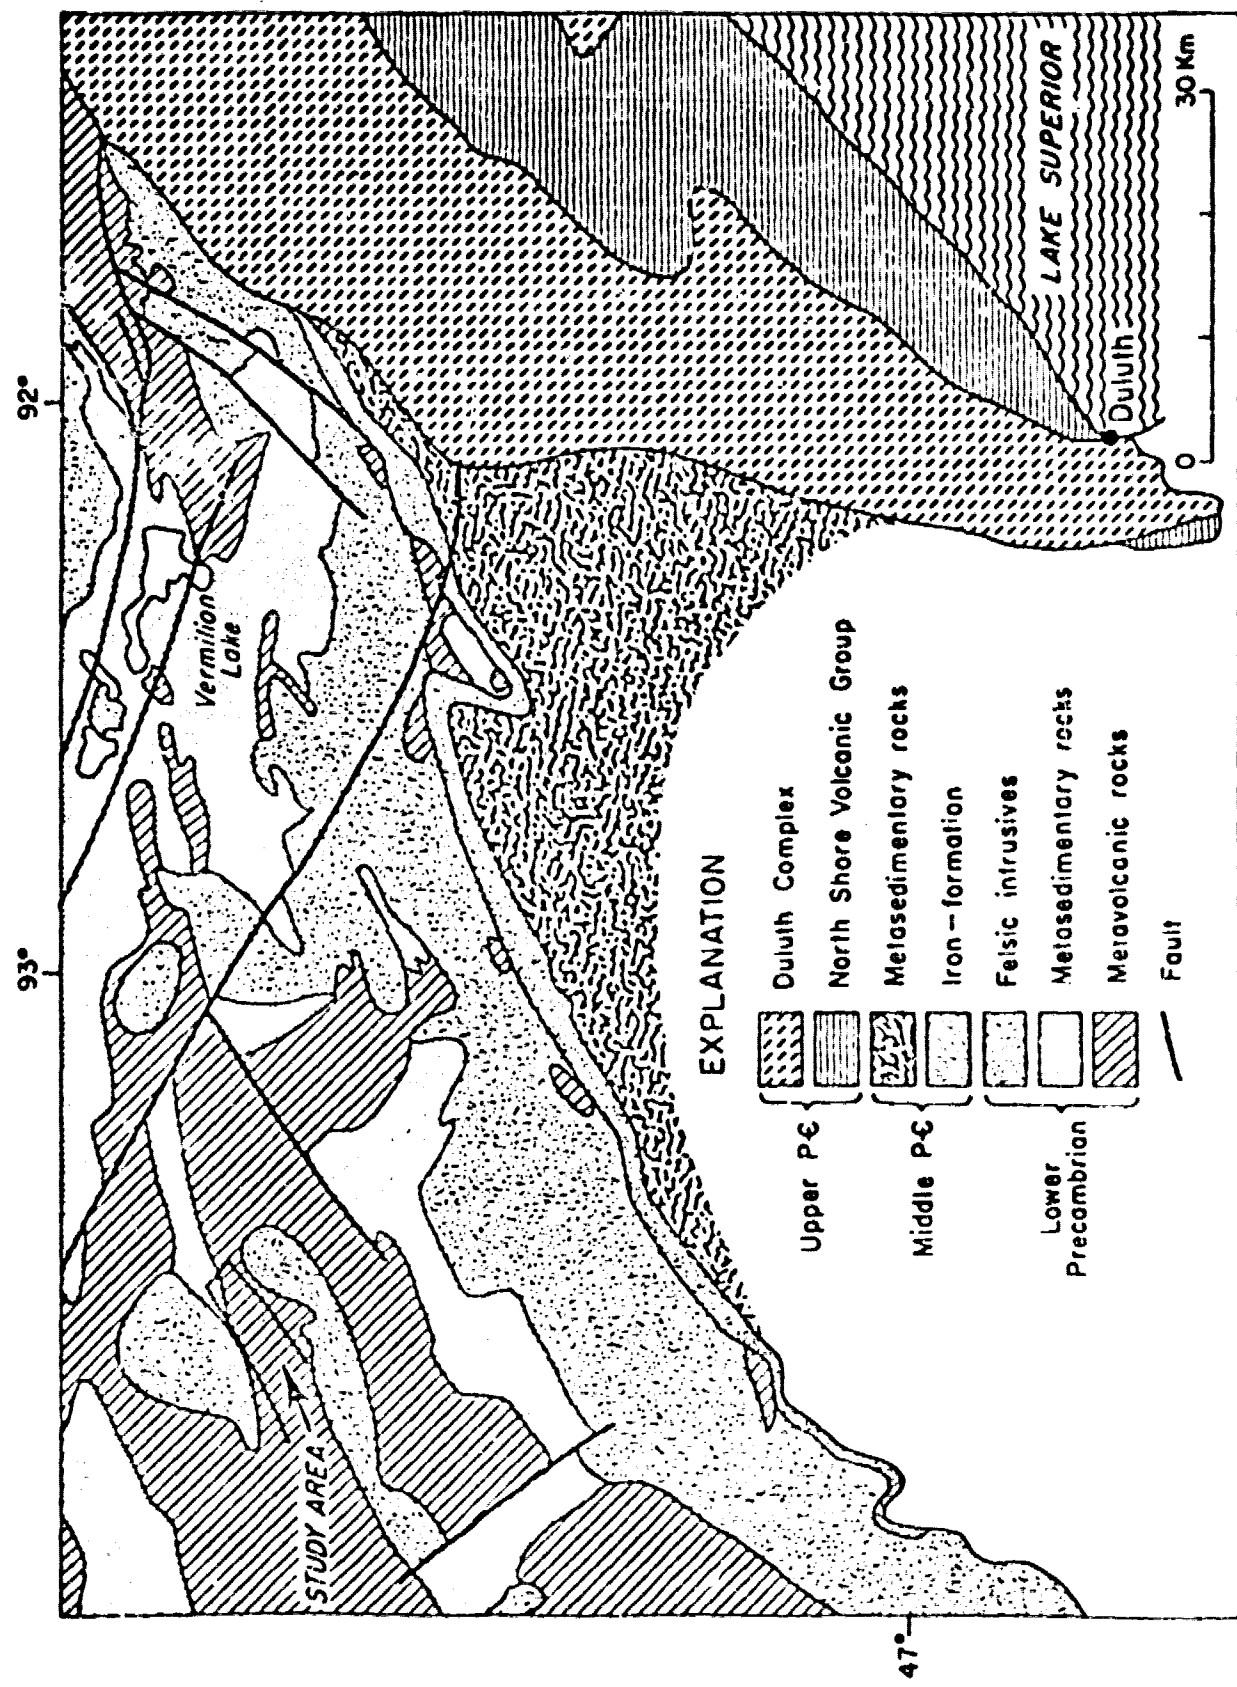 93°
92°
47°
Vermilion
Lake
STUDY AREA
LAKE SUPERIOR
Duluth
0
30 Km
EXPLANATION
Upper P€
Duluth Complex
North Shore Volcanic Group
Middle P€
Metasedimentary rocks
Iron-formation
Lower
Precambrian
Felsic intrusives
Metasedimentary rocks
Meravolcanic rocks
Fault